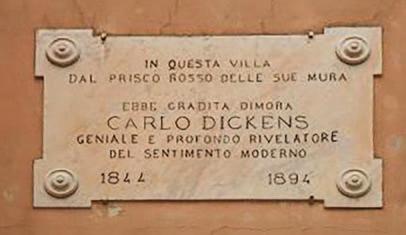 IN QUESTA VILLA
DAL PRISCO ROSSO DELLE SUE MURA
EBBE GRADITA DIMORA
CARLO DICKENS
GENIALE E PROFONDO RIVELATORE
DEL SENTIMENTO MODERNO
1844 1894